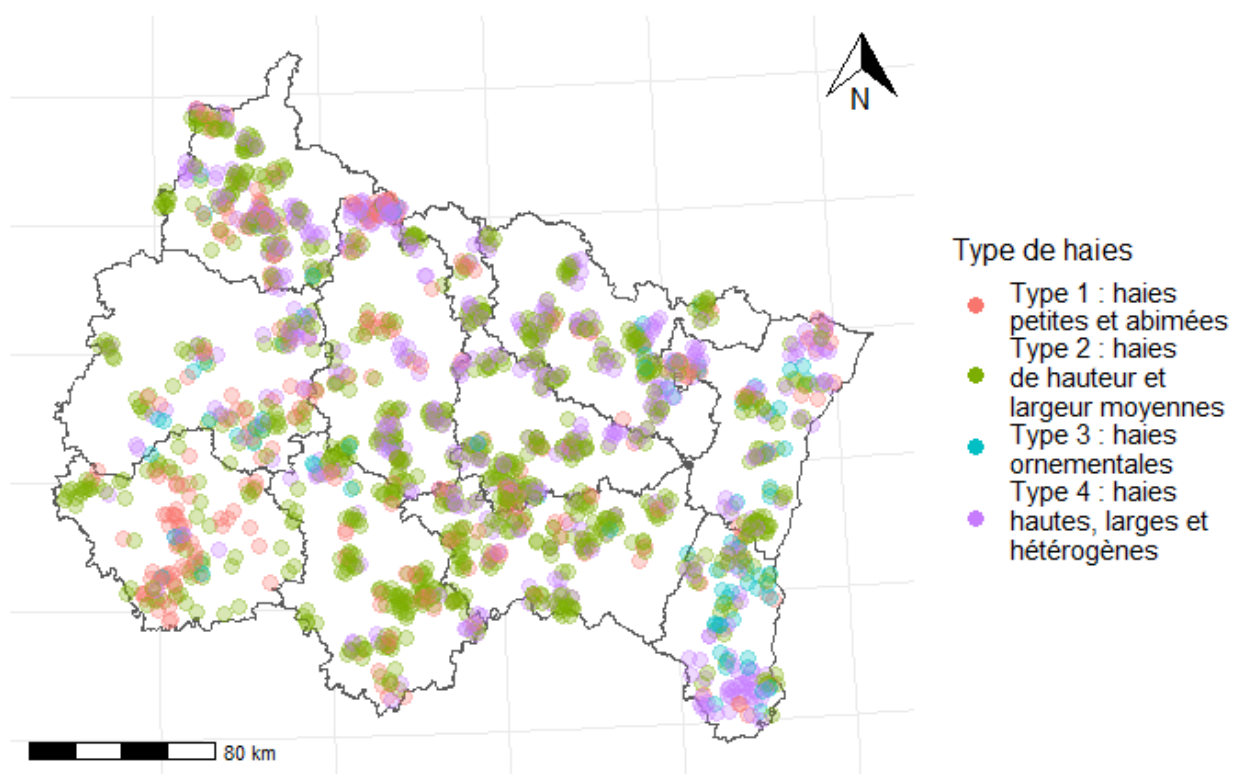 N
Type de haies
Type 1 : haies
petites et abimées
Type 2 : haies
de hauteur et
largeur moyennes
Type 3 : haies
ornementales
Type 4 : haies
hautes, larges et
hétérogènes
80 km